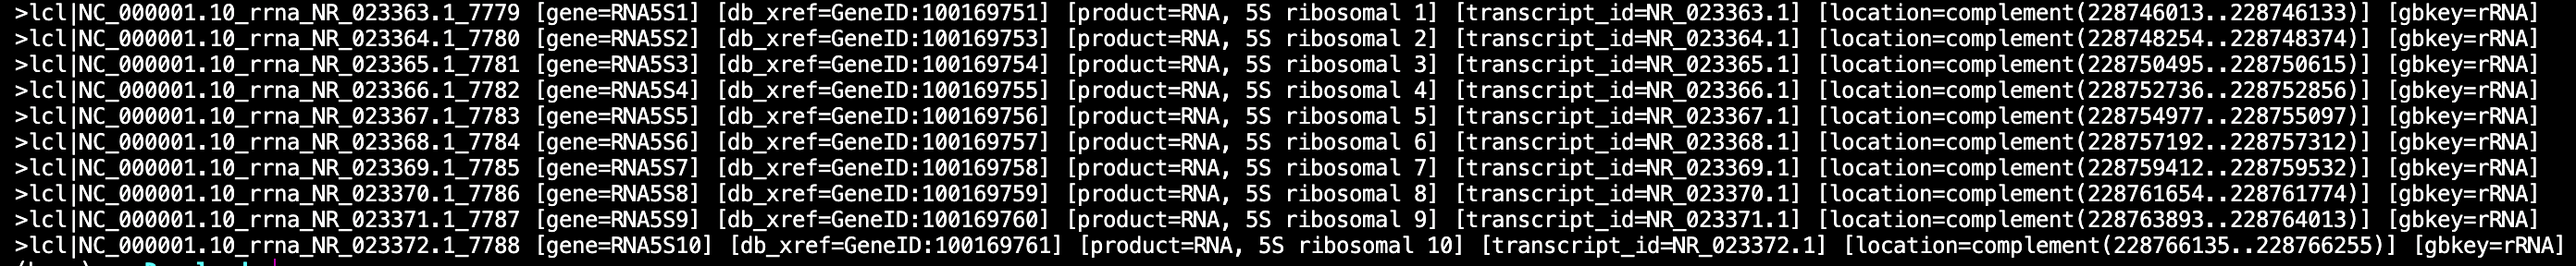 >lcl|NC_000001.10_rrna_NR_023363.1_7779 [gene=RNA5S1] [db_xref=GeneID:100169751] [product=RNA, 5S ribosomal 1] [transcript_id=NR_023363.1] [location=complement(228746013..228746133)] [gbkey=rRNA]
>lcl|NC_000001.10_rrna_NR_023364.1_7780 [gene=RNA5S2] [db_xref=GeneID:100169753] [product=RNA, 5S ribosomal 2] [transcript_id=NR_023364.1] [location=complement(228748254..228748374)] [gbkey=rRNA]
>lcl|NC_000001.10_rrna_NR_023365.1_7781 [gene=RNA5S3] [db_xref=GeneID:100169754] [product=RNA, 5S ribosomal 3] [transcript_id=NR_023365.1] [location=complement(228750495..228750615)] [gbkey=rRNA]
>lcl|NC_000001.10_rrna_NR_023366.1_7782 [gene=RNA5S4] [db_xref=GeneID:100169755] [product=RNA, 5S ribosomal 4] [transcript_id=NR_023366.1] [location=complement(228752736..228752856)] [gbkey=rRNA]
>lcl|NC_000001.10_rrna_NR_023367.1_7783 [gene=RNA5S5] [db_xref=GeneID:100169756] [product=RNA, 5S ribosomal 5] [transcript_id=NR_023367.1] [location=complement(228754977..228755097)] [gbkey=rRNA]
>lcl|NC_000001.10_rrna_NR_023368.1_7784 [gene=RNA5S6] [db_xref=GeneID:100169757] [product=RNA, 5S ribosomal 6] [transcript_id=NR_023368.1] [location=complement(228757192..228757312)] [gbkey=rRNA]
>lcl|NC_000001.10_rrna_NR_023369.1_7785 [gene=RNA5S7] [db_xref=GeneID:100169758] [product=RNA, 5S ribosomal 7] [transcript_id=NR_023369.1] [location=complement(228759412..228759532)] [gbkey=rRNA]
>lcl|NC_000001.10_rrna_NR_023370.1_7786 [gene=RNA5S8] [db_xref=GeneID:100169759] [product=RNA, 5S ribosomal 8] [transcript_id=NR_023370.1] [location=complement(228761654..228761774)] [gbkey=rRNA]
>lcl|NC_000001.10_rrna_NR_023371.1_7787 [gene=RNA5S9] [db_xref=GeneID:100169760] [product=RNA, 5S ribosomal 9] [transcript_id=NR_023371.1] [location=complement(228763893..228764013)] [gbkey=rRNA]
>lcl|NC_000001.10_rrna_NR_023372.1_7788 [gene=RNA5S10] [db_xref=GeneID:100169761] [product=RNA, 5S ribosomal 10] [transcript_id=NR_023372.1] [location=complement(228766135..228766255)] [gbkey=rRNA]